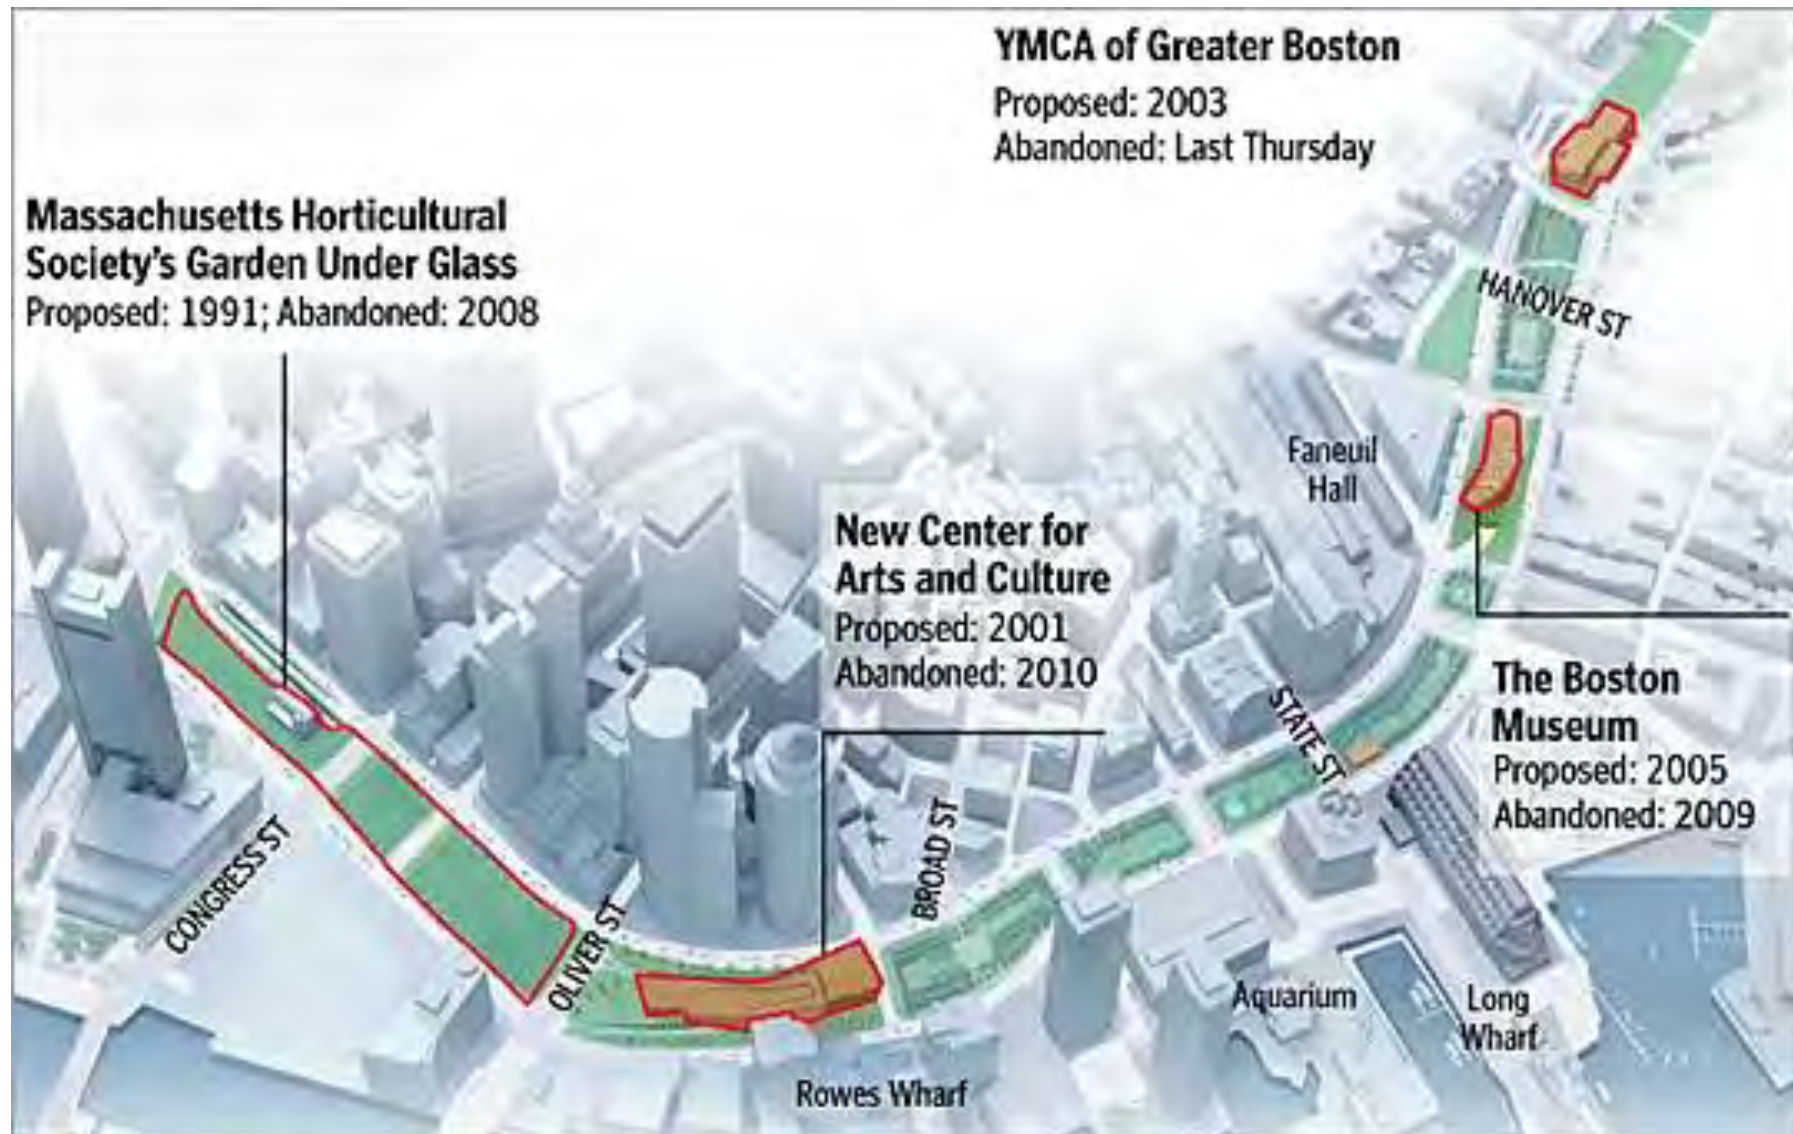 YMCA of Greater Boston
Proposed: 2003
Abandoned: Last Thursday
Massachusetts Horticultural
Society's Garden Under Glass
Proposed: 1991; Abandoned: 2008
HANOVER ST
Faneuil
Hall
New Center for
Arts and Culture
Proposed: 2001
Abandoned: 2010
The Boston
Museum
Proposed: 2005
Abandoned: 2009
STATE ST
BROAD ST
CONGRESS ST
OLIVER ST
Aquarium
Long
Wharf
Rowes Wharf